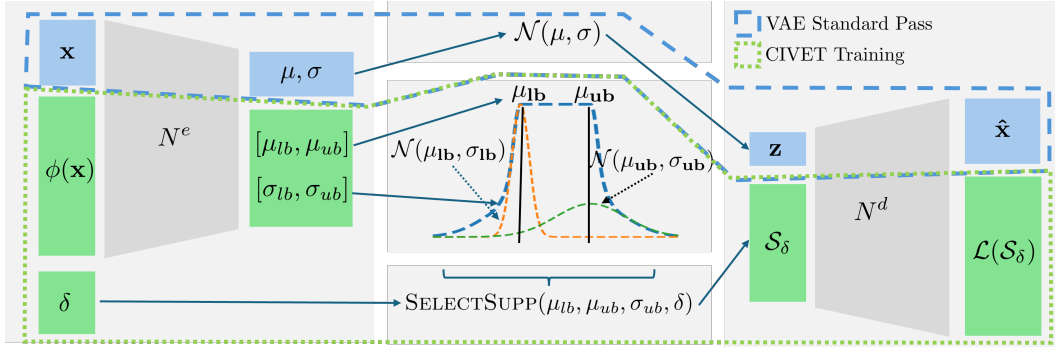 x
μ, σ
N(μ, σ)
VAE Standard Pass
CIVET Training
N^e
ϕ(x)
[μ_lb, μ_ub]
[σ_lb, σ_ub]
μ_lb
μ_ub
N(μ_lb, σ_lb)
N(μ_ub, σ_ub)
z
x̂
N^d
S_δ
L(S_δ)
δ
SELECTSUPP(μ_lb, μ_ub, σ_ub, δ)